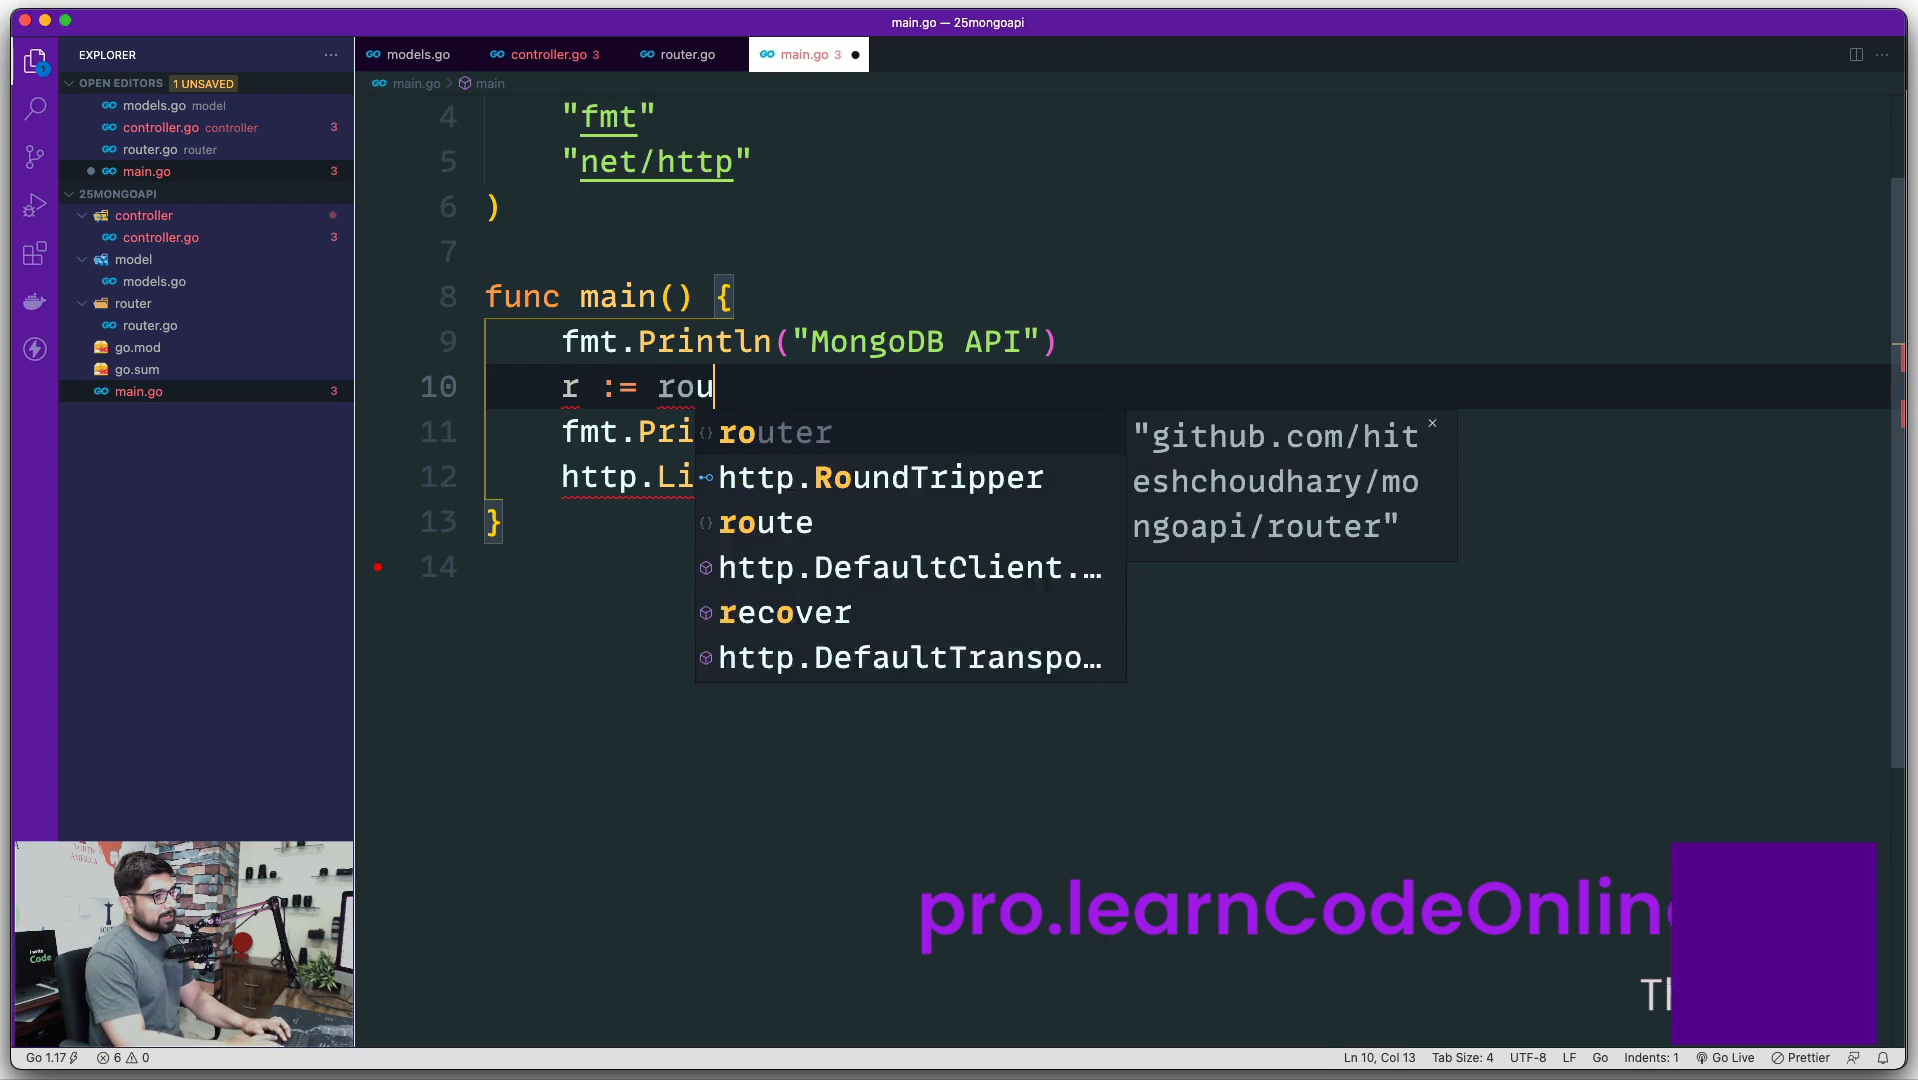 main.go — 25mongoapi
EXPLORER
OPEN EDITORS 1 UNSAVED
models.go model
controller.go controller 3
router.go router
main.go 3
25MONGOAPI
controller
controller.go 3
model
models.go
router
router.go
go.mod
go.sum
main.go 3
models.go controller.go 3 router.go main.go 3
main.go > main
4 "fmt"
5 "net/http"
6 )
7
8 func main() {
9 fmt.Println("MongoDB API")
10 r := rou
11 fmt.Pri
12 http.Li
13 }
14
router
http.RoundTripper
route
http.DefaultClient.…
recover
http.DefaultTranspo…
"github.com/hit
eshchoudhary/mo
ngoapi/router"
NORTH
AMERICA
Code
pro.learnCodeOnline
Th
Go 1.17 6 0 Ln 10, Col 13 Tab Size: 4 UTF-8 LF Go Indents: 1 Go Live Prettier